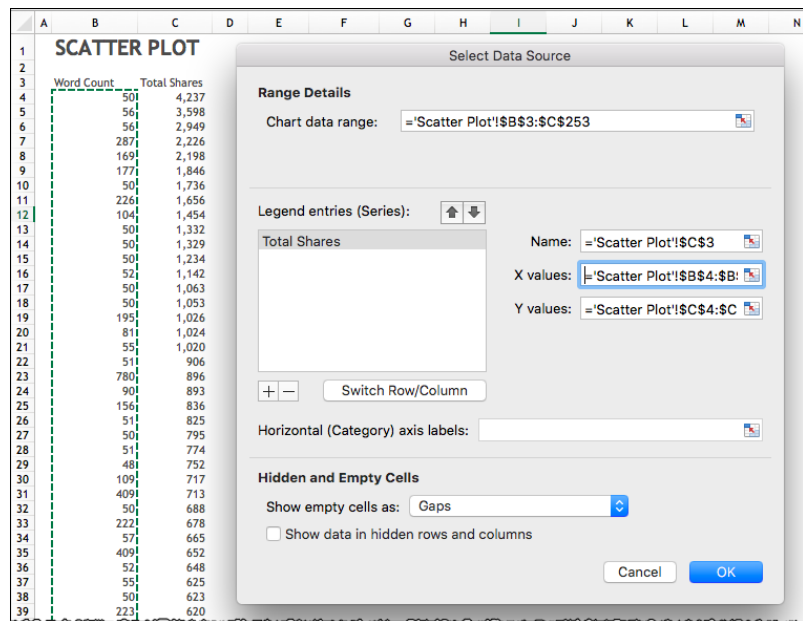 A B C D E F G H I J K L M N
1 SCATTER PLOT
2
3 Word Count Total Shares
4 50 4,237
5 56 3,598
6 56 2,949
7 287 2,226
8 169 2,198
9 177 1,846
10 50 1,736
11 226 1,656
12 104 1,454
13 50 1,332
14 50 1,329
15 50 1,234
16 52 1,142
17 50 1,063
18 50 1,053
19 195 1,026
20 81 1,024
21 55 1,020
22 51 906
23 780 896
24 90 893
25 156 836
26 51 825
27 50 795
28 51 774
29 48 752
30 109 717
31 409 713
32 50 688
33 222 678
34 57 665
35 409 652
36 52 648
37 55 625
38 50 623
39 223 620
Select Data Source
Range Details
Chart data range: ='Scatter Plot'!$B$3:$C$253
Legend entries (Series):
Total Shares
Name: ='Scatter Plot'!$C$3
X values: ='Scatter Plot'!$B$4:$B
Y values: ='Scatter Plot'!$C$4:$C
+ − Switch Row/Column
Horizontal (Category) axis labels:
Hidden and Empty Cells
Show empty cells as: Gaps
Show data in hidden rows and columns
Cancel OK